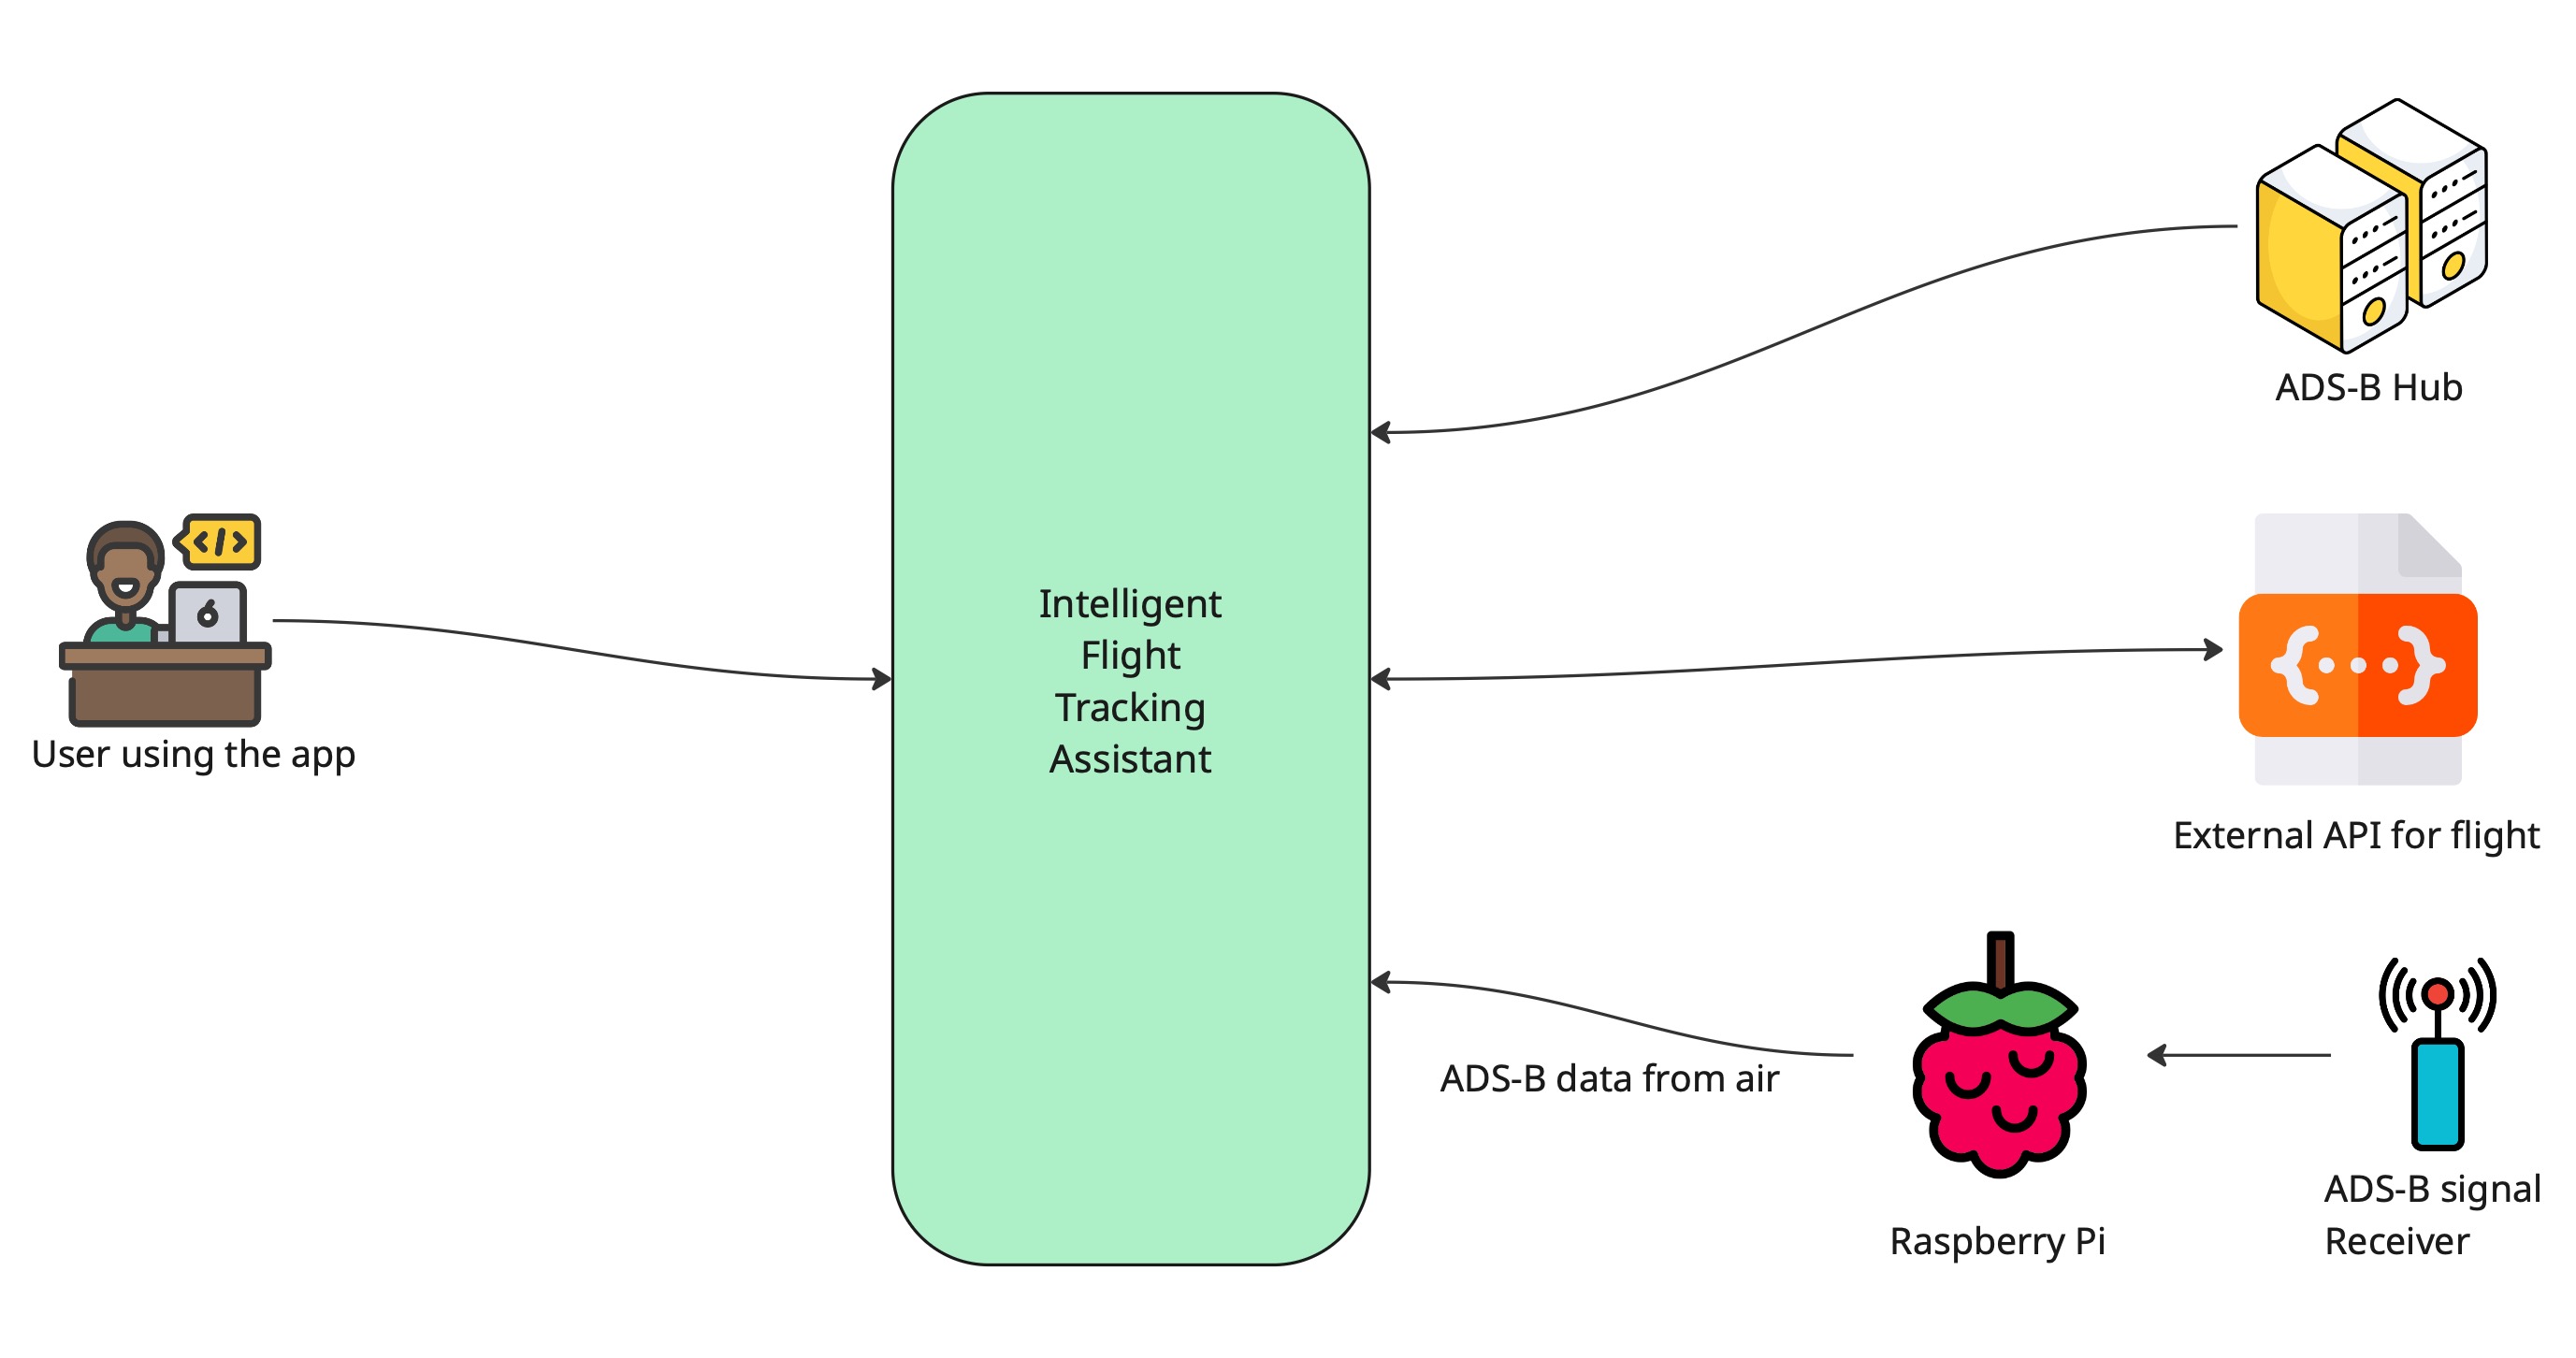 ADS-B Hub
</>
Intelligent
Flight
Tracking
Assistant
User using the app
External API for flight
ADS-B data from air
ADS-B signal
Receiver
Raspberry Pi